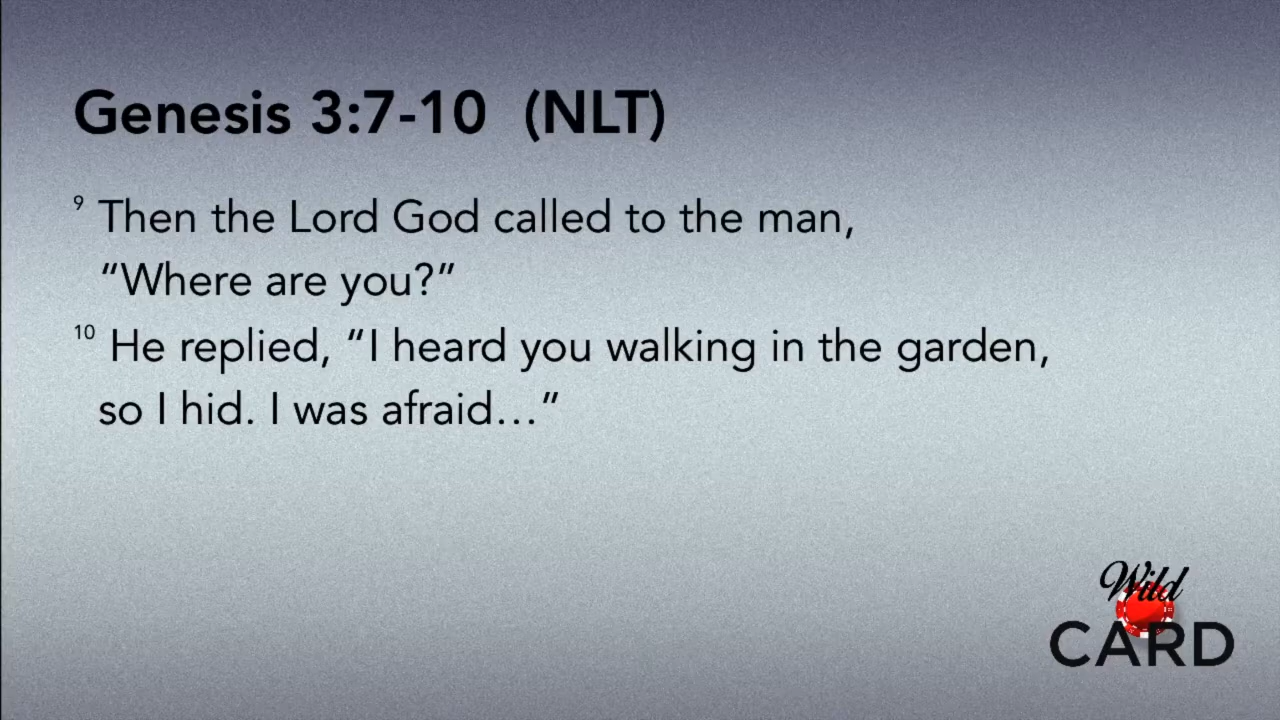 Genesis 3:7-10 (NLT)
9 Then the Lord God called to the man,
“Where are you?”
10 He replied, “I heard you walking in the garden,
so I hid. I was afraid…”
Wild
CARD